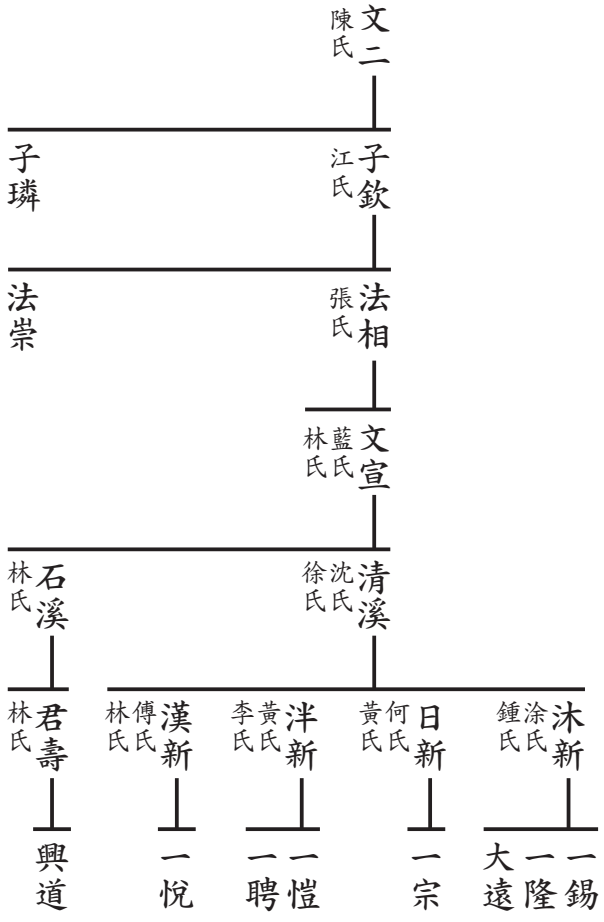 文二
陳氏
子欽
江氏
子璘
法相
張氏
法崇
文宣
藍氏
林氏
清溪
沈氏
徐氏
石溪
林氏
沐新
涂氏
鍾氏
日新
何氏
黃氏
泮新
黃氏
李氏
漢新
傅氏
林氏
君壽
林氏
一錫
一隆
大遠
一宗
一愷
一聘
一悅
興道